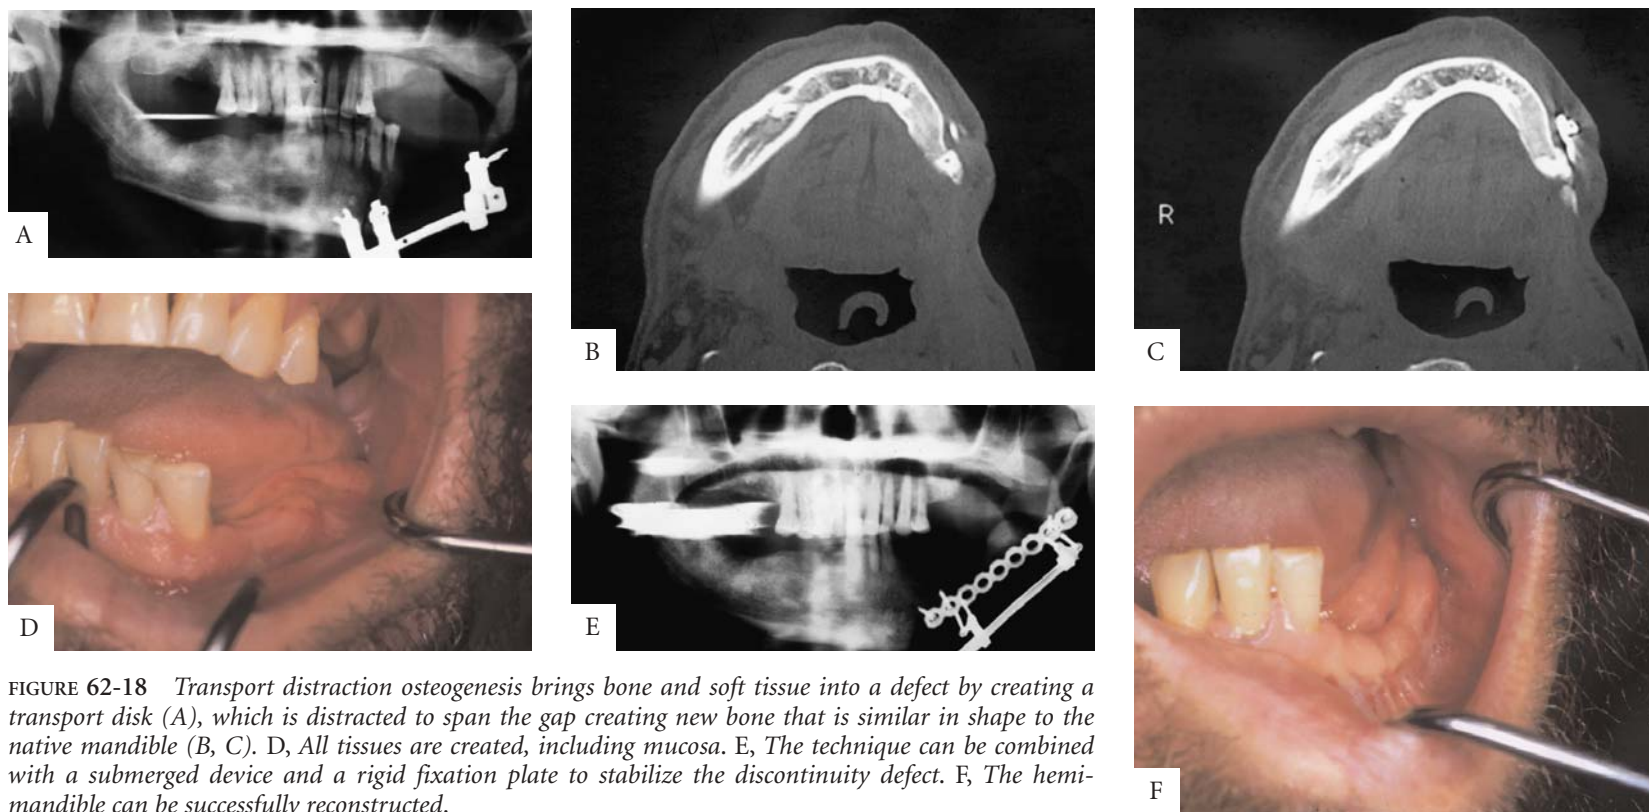 A
B
R
C
D
E
F
FIGURE 62-18 Transport distraction osteogenesis brings bone and soft tissue into a defect by creating a
transport disk (A), which is distracted to span the gap creating new bone that is similar in shape to the
native mandible (B, C). D, All tissues are created, including mucosa. E, The technique can be combined
with a submerged device and a rigid fixation plate to stabilize the discontinuity defect. F, The hemi-
mandible can be successfully reconstructed.